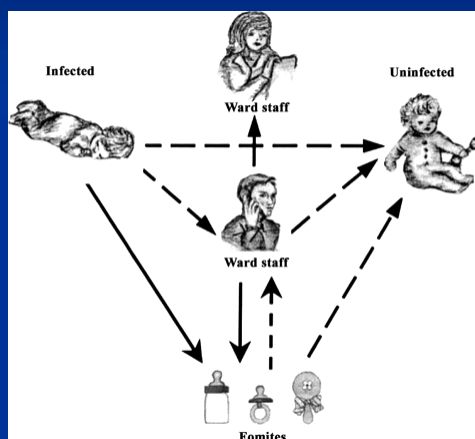 Ward staff
Infected
Uninfected
Ward staff
Fomites